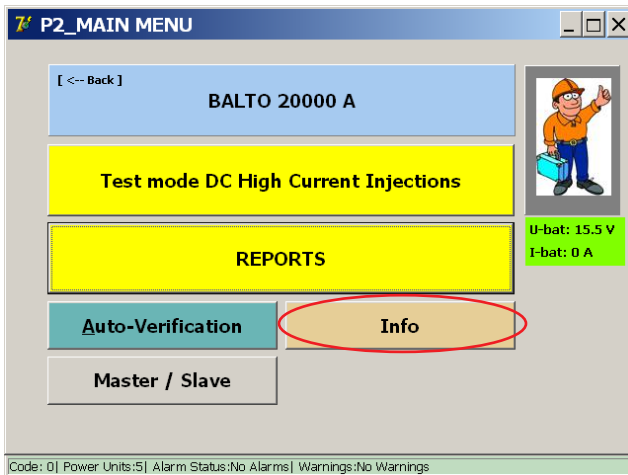 P2_MAIN MENU
[ <-- Back ]
BALTO 20000 A
Test mode DC High Current Injections
U-bat: 15.5 V
I-bat: 0 A
REPORTS
Auto-Verification
Info
Master / Slave
Code: 0| Power Units:5| Alarm Status:No Alarms| Warnings:No Warnings